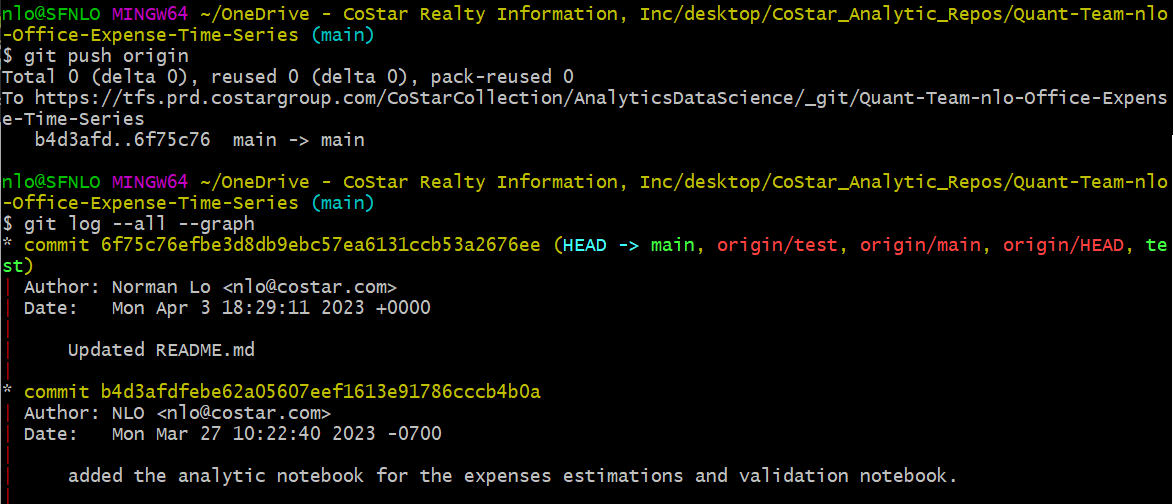 nlo@SFNLO MINGW64 ~/OneDrive - CoStar Realty Information, Inc/desktop/CoStar_Analytic_Repos/Quant-Team-nlo
-Office-Expense-Time-Series (main)
$ git push origin
Total 0 (delta 0), reused 0 (delta 0), pack-reused 0
To https://tfs.prd.costargroup.com/CoStarCollection/AnalyticsDataScience/_git/Quant-Team-nlo-Office-Expens
e-Time-Series
   b4d3afd..6f75c76  main -> main

nlo@SFNLO MINGW64 ~/OneDrive - CoStar Realty Information, Inc/desktop/CoStar_Analytic_Repos/Quant-Team-nlo
-Office-Expense-Time-Series (main)
$ git log --all --graph
* commit 6f75c76efbe3d8db9ebc57ea6131ccb53a2676ee (HEAD -> main, origin/test, origin/main, origin/HEAD, te
st)
| Author: Norman Lo <nlo@costar.com>
| Date:   Mon Apr 3 18:29:11 2023 +0000
|
|     Updated README.md
|
* commit b4d3afdfebe62a05607eef1613e91786cccb4b0a
| Author: NLO <nlo@costar.com>
| Date:   Mon Mar 27 10:22:40 2023 -0700
|
|     added the analytic notebook for the expenses estimations and validation notebook.
|